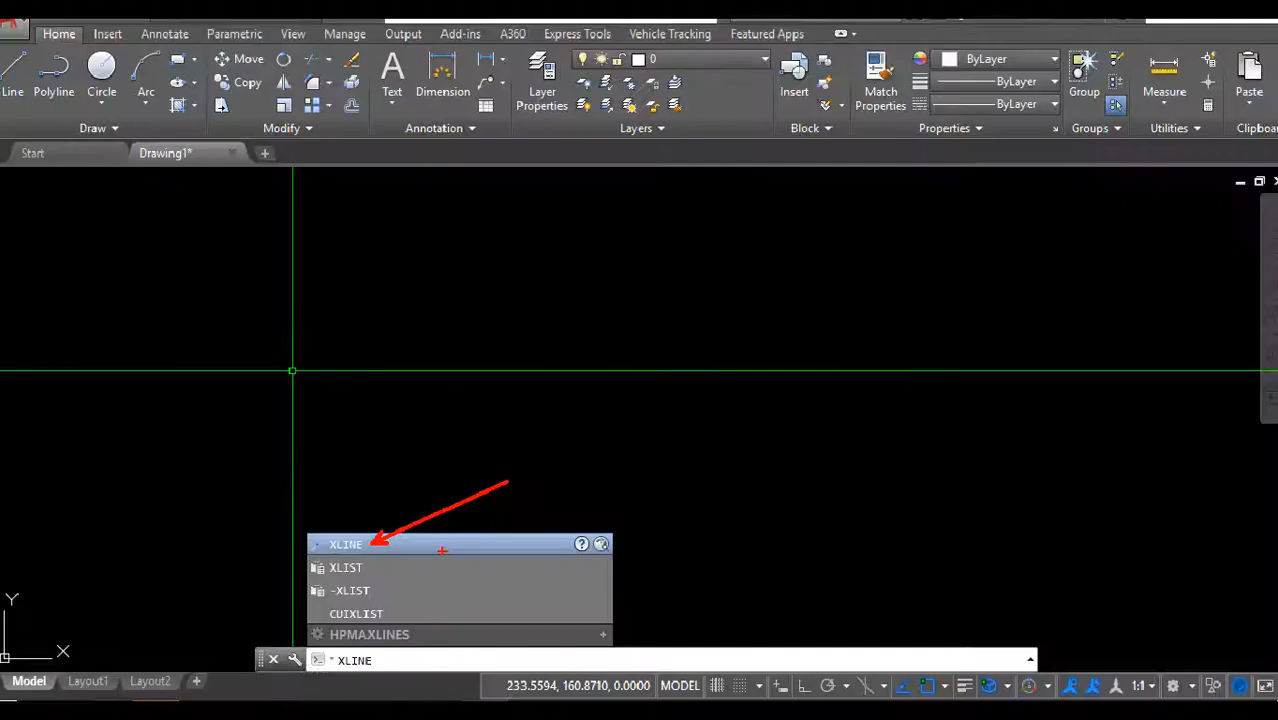 Home Insert Annotate Parametric View Manage Output Add-ins A360 Express Tools Vehicle Tracking Featured Apps
Line Polyline Circle Arc
Move
Copy
Text Dimension
Layer Properties
0
Insert
Match Properties
ByLayer
ByLayer
ByLayer
Group
Measure
Paste
Draw Modify Annotation Layers Block Properties Groups Utilities Clipboa
Start Drawing1*
XLINE
XLIST
-XLIST
CUIXLIST
HPMAXLINES
XLINE
Y
X
Model Layout1 Layout2 233.5594, 160.8710, 0.0000 MODEL 1:1